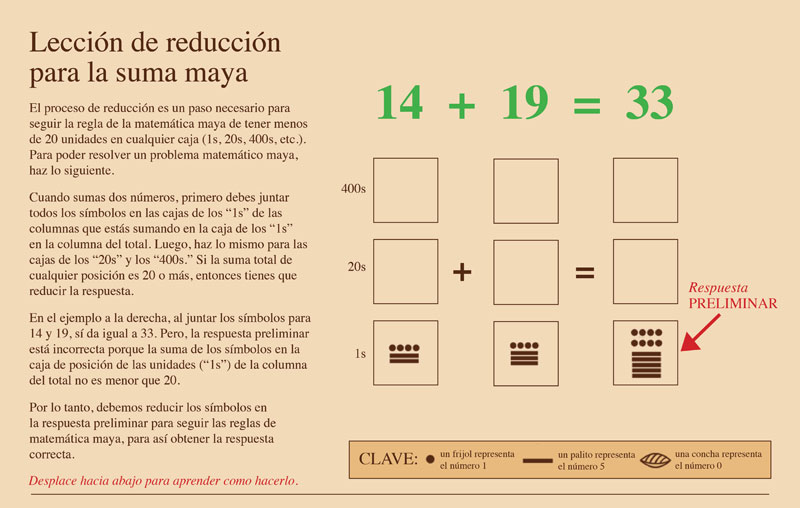 Lección de reducción
para la suma maya
El proceso de reducción es un paso necesario para
seguir la regla de la matemática maya de tener menos
de 20 unidades en cualquier caja (1s, 20s, 400s, etc.).
Para poder resolver un problema matemático maya,
haz lo siguiente.
Cuando sumas dos números, primero debes juntar
todos los símbolos en las cajas de los “1s” de las
columnas que estás sumando en la caja de los “1s”
en la columna del total. Luego, haz lo mismo para las
cajas de los “20s” y los “400s.” Si la suma total de
cualquier posición es 20 o más, entonces tienes que
reducir la respuesta.
En el ejemplo a la derecha, al juntar los símbolos para
14 y 19, sí da igual a 33. Pero, la respuesta preliminar
está incorrecta porque la suma de los símbolos en la
caja de posición de las unidades (“1s”) de la columna
del total no es menor que 20.
Por lo tanto, debemos reducir los símbolos en
la respuesta preliminar para seguir las reglas de
matemática maya, para así obtener la respuesta
correcta.
Desplace hacia abajo para aprender como hacerlo.
14 + 19 = 33
400s
20s
+ =
Respuesta
PRELIMINAR
1s
CLAVE:
un frijol representa
el número 1
un palito representa
el número 5
una concha representa
el número 0